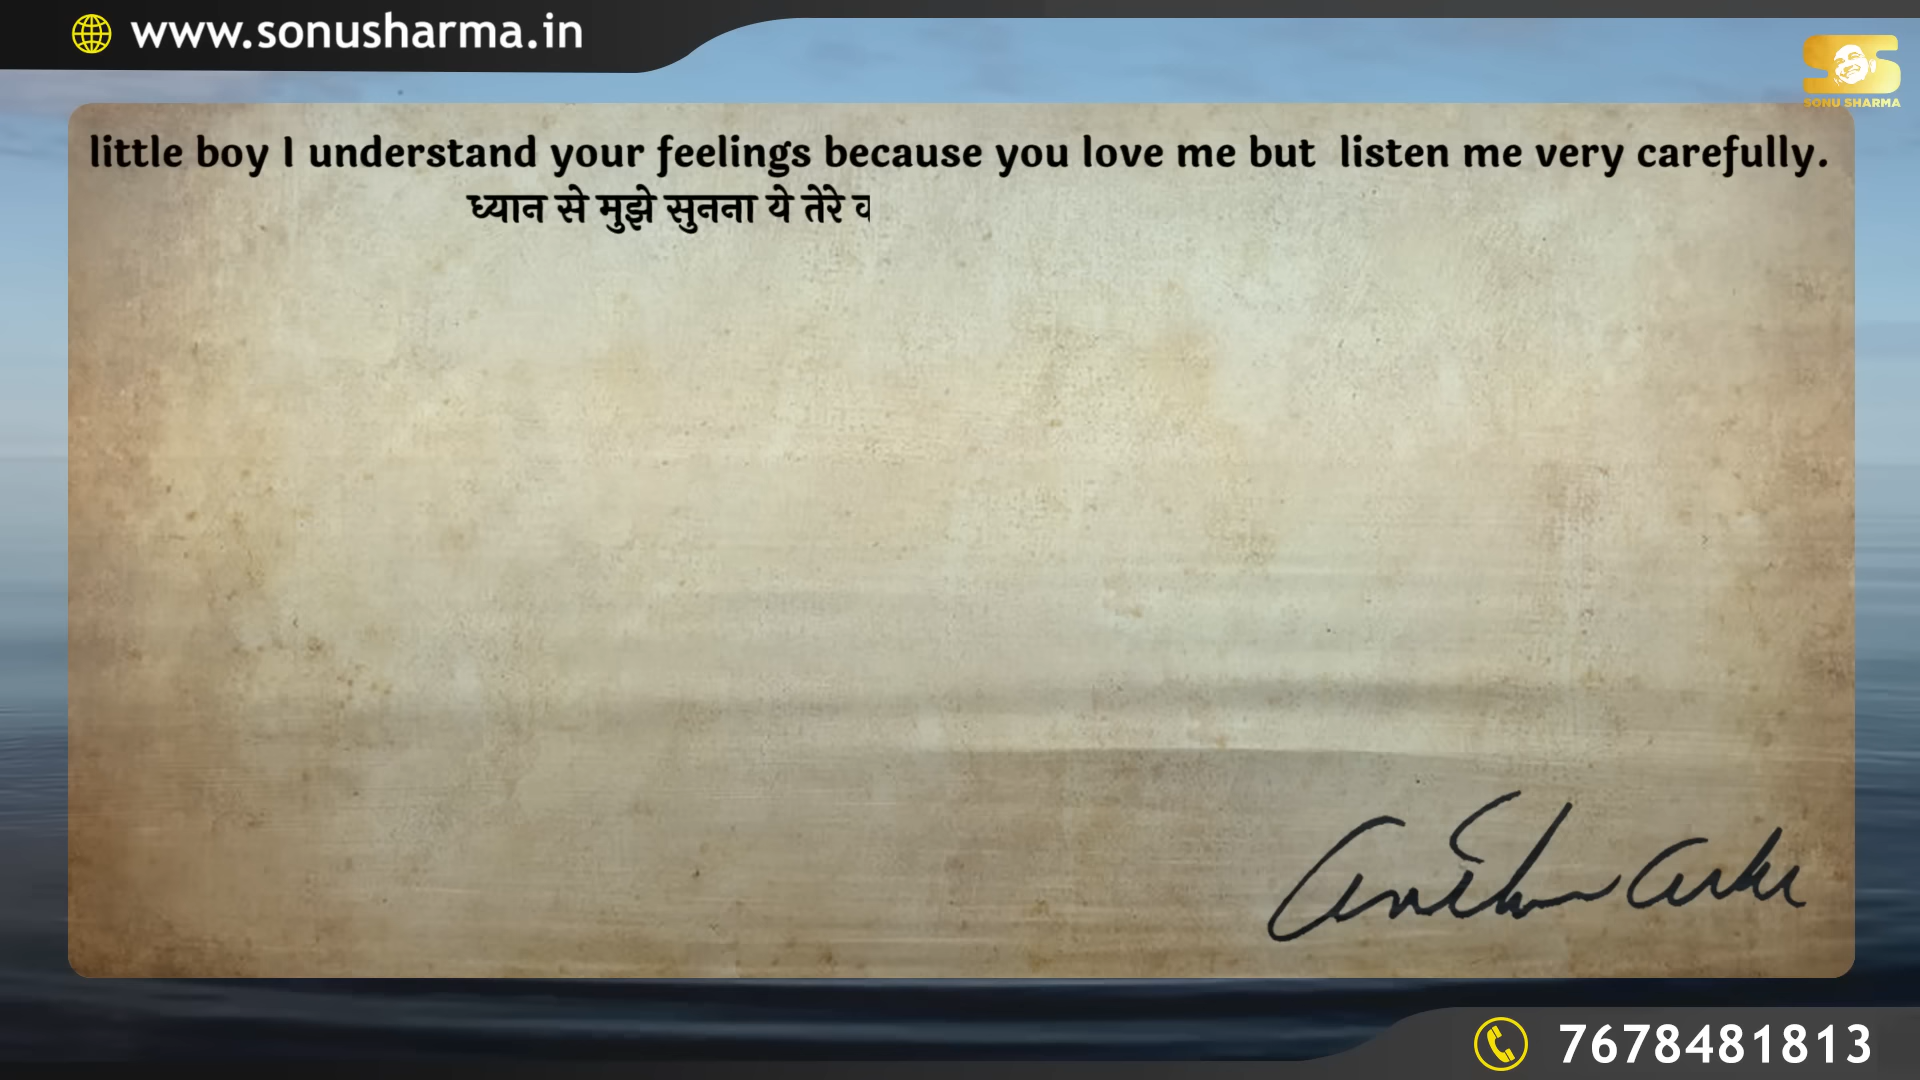 www.sonusharma.in
SONU SHARMA
little boy I understand your feelings because you love me but listen me very carefully.
ध्यान से मुझे सुनना ये तेरे
7678481813